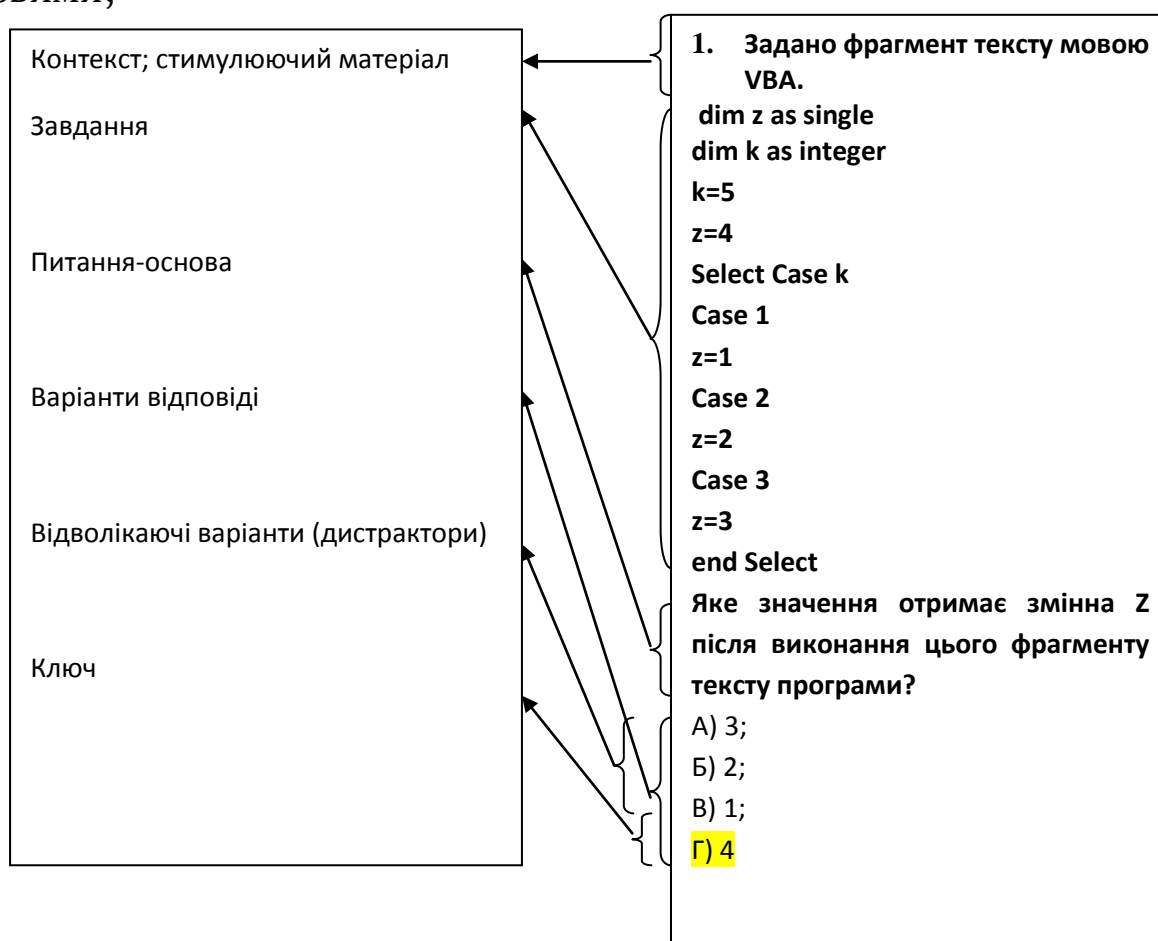 Контекст; стимулюючий матеріал
Завдання
Питання-основа
Варіанти відповіді
Відволікаючі варіанти (дистрактори)
Ключ
1. Задано фрагмент тексту мовою
VBA.
dim z as single
dim k as integer
k=5
z=4
Select Case k
Case 1
z=1
Case 2
z=2
Case 3
z=3
end Select
Яке значення отримає змінна Z
після виконання цього фрагменту
тексту програми?
А) 3;
Б) 2;
В) 1;
Г) 4